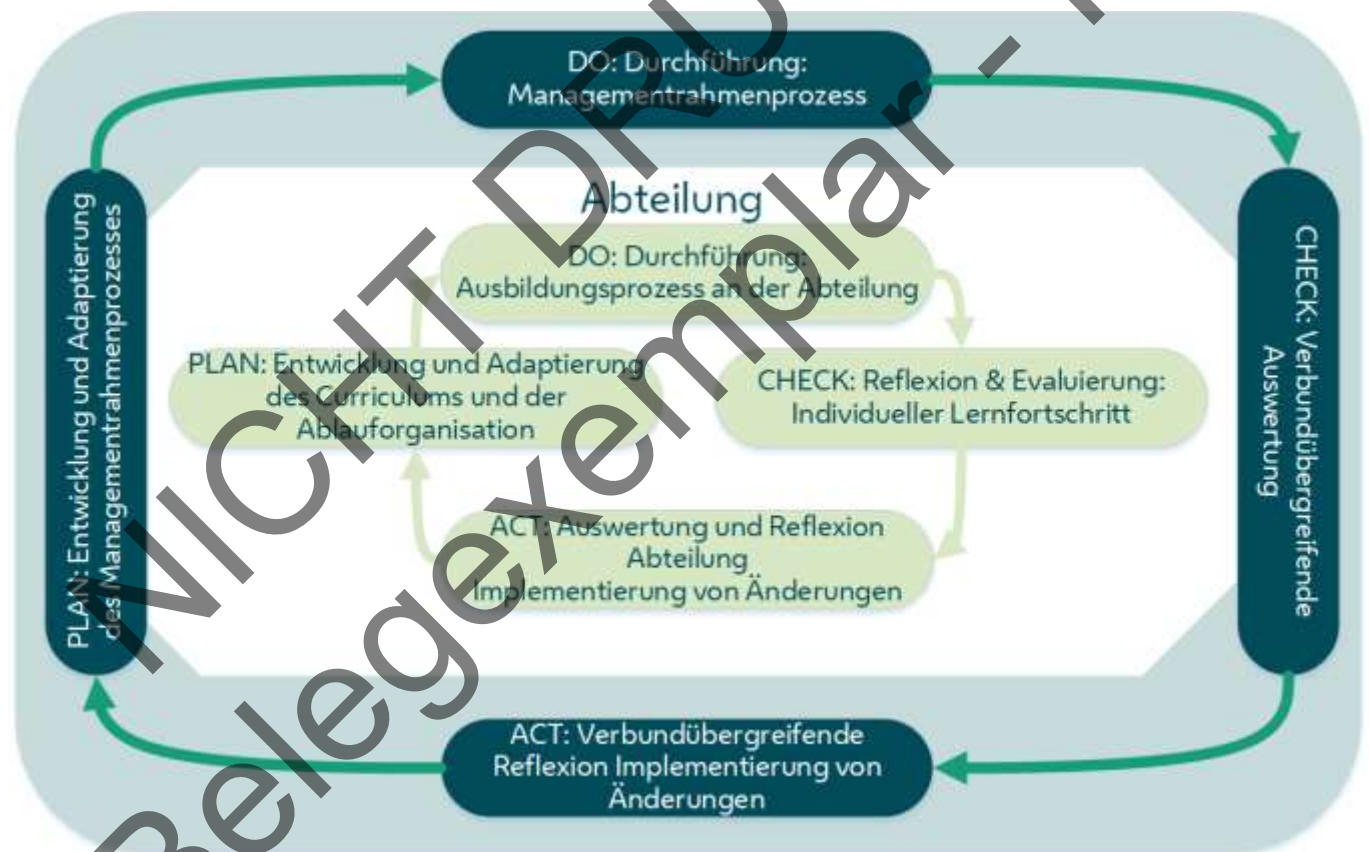 DO: Durchführung:
Managementrahmenprozess
PLAN: Entwicklung und Adaptierung
des Managementrahmenprozesses
Abteilung
DO: Durchführung:
Ausbildungsprozess an der Abteilung
PLAN: Entwicklung und Adaptierung
des Curriculums und der
Ablauforganisation
CHECK: Reflexion & Evaluierung:
Individueller Lernfortschritt
ACT: Auswertung und Reflexion
Abteilung
Implementierung von Änderungen
CHECK: Verbundübergreifende
Auswertung
ACT: Verbundübergreifende
Reflexion Implementierung von
Änderungen
NICHT DRU
Belegexemplar -